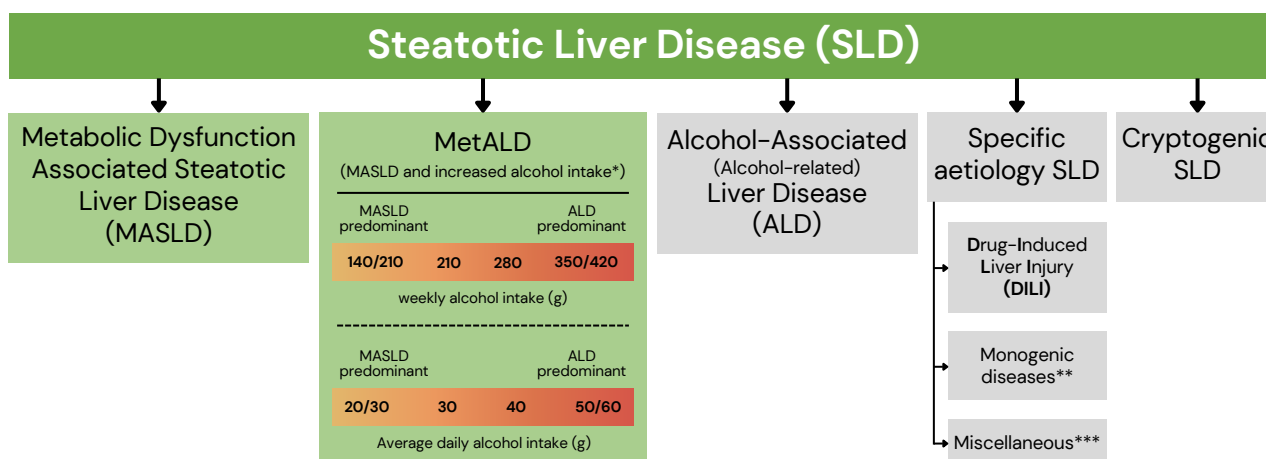 Steatotic Liver Disease (SLD)
Metabolic Dysfunction
Associated Steatotic
Liver Disease
(MASLD)
MetALD
(MASLD and increased alcohol intake*)
MASLD
predominant
ALD
predominant
140/210 210 280 350/420
weekly alcohol intake (g)
MASLD
predominant
ALD
predominant
20/30 30 40 50/60
Average daily alcohol intake (g)
Alcohol-Associated
(Alcohol-related)
Liver Disease
(ALD)
Specific
aetiology SLD
Drug-Induced
Liver Injury
(DILI)
Monogenic
diseases**
Miscellaneous***
Cryptogenic
SLD